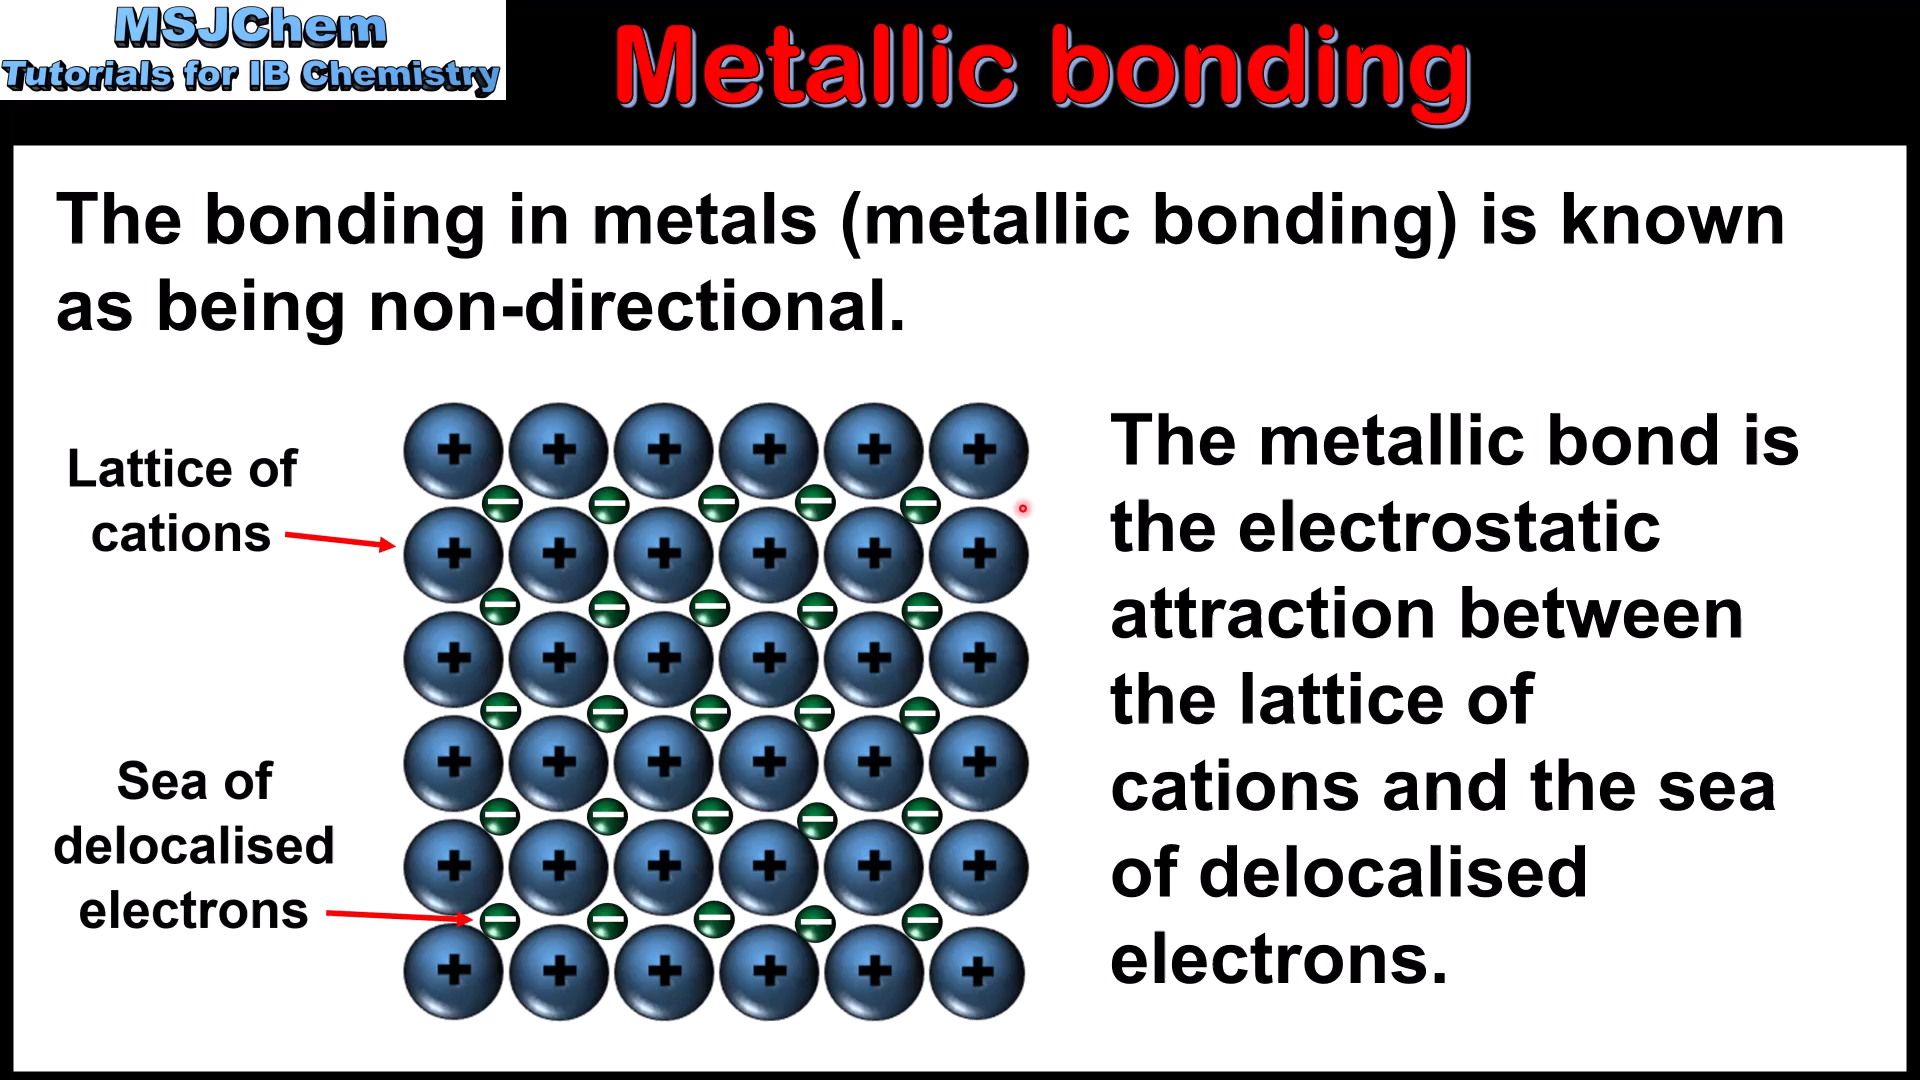 MSJChem
Tutorials for IB Chemistry
Metallic bonding
The bonding in metals (metallic bonding) is known
as being non-directional.
Lattice of
cations
Sea of
delocalised
electrons
+ + + + + +
− − − − −
+ + + + + +
− − − − −
+ + + + + +
− − − − −
+ + + + + +
− − − − −
+ + + + + +
− − − − −
+ + + + + +
The metallic bond is
the electrostatic
attraction between
the lattice of
cations and the sea
of delocalised
electrons.